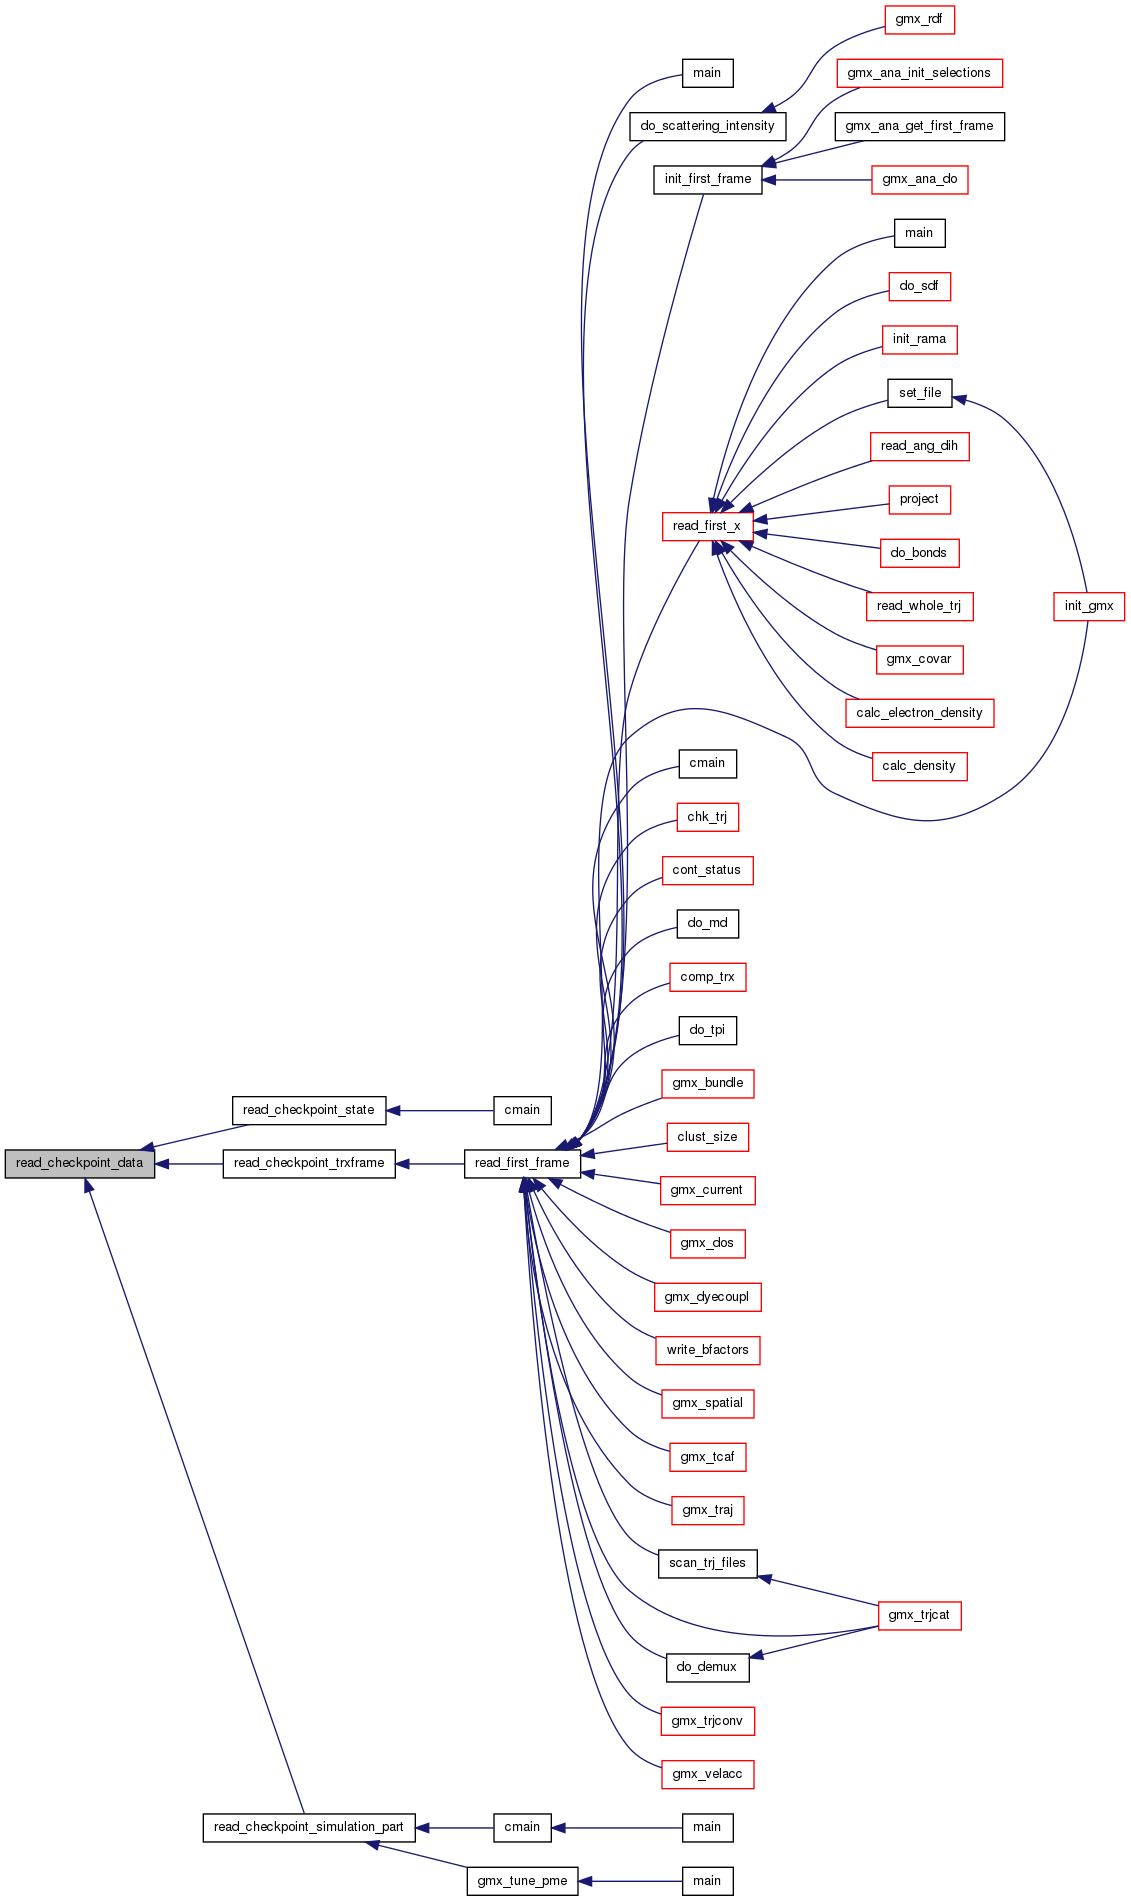 gmx_rdf
main
gmx_ana_init_selections
do_scattering_intensity
gmx_ana_get_first_frame
init_first_frame
gmx_ana_do
main
do_sdf
init_rama
set_file
read_ang_dih
project
read_first_x
do_bonds
read_whole_trj
init_gmx
gmx_covar
calc_electron_density
calc_density
cmain
chk_trj
cont_status
do_md
comp_trx
do_tpi
gmx_bundle
read_checkpoint_state
cmain
clust_size
read_checkpoint_data
read_checkpoint_trxframe
read_first_frame
gmx_current
gmx_dos
gmx_dyecoupl
write_bfactors
gmx_spatial
gmx_tcaf
gmx_traj
scan_trj_files
gmx_trjcat
do_demux
gmx_trjconv
gmx_velacc
read_checkpoint_simulation_part
cmain
main
gmx_tune_pme
main